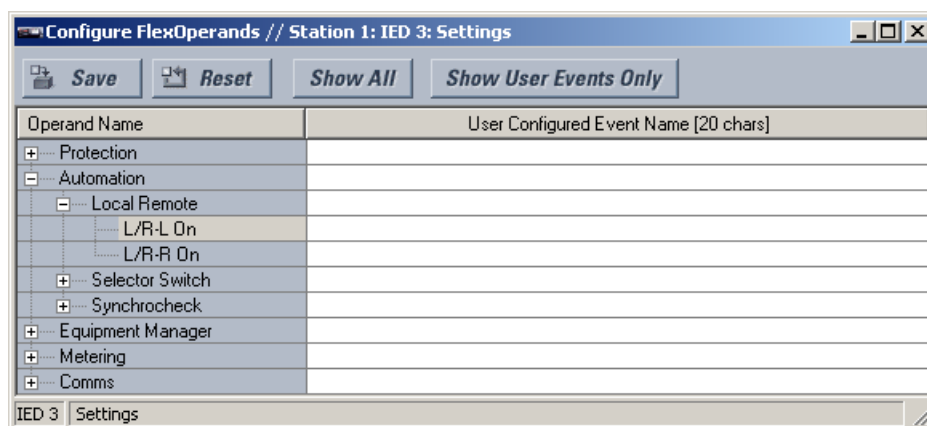 Configure FlexOperands // Station 1: IED 3: Settings
Save Reset Show All Show User Events Only
Operand Name User Configured Event Name [20 chars]
Protection
Automation
Local Remote
L/R-L On
L/R-R On
Selector Switch
Synchrocheck
Equipment Manager
Metering
Comms
IED 3 Settings